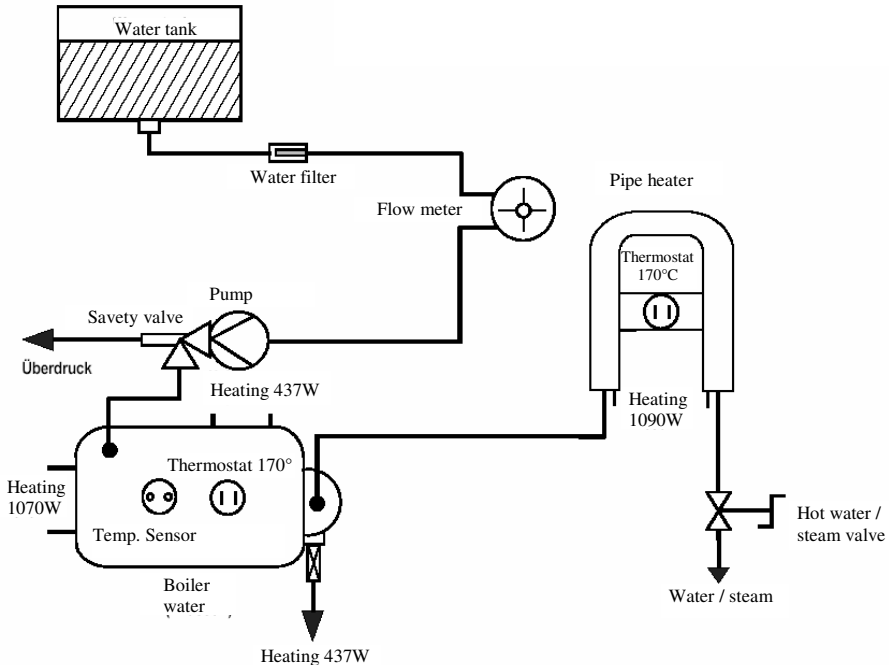 Water tank
Water filter
Flow meter
Pipe heater
Thermostat
170°C
Pump
Savety valve
Überdruck
Heating 437W
Heating
1090W
Thermostat 170°
Heating
1070W
Temp. Sensor
Hot water /
steam valve
Boiler
water
Water / steam
Heating 437W